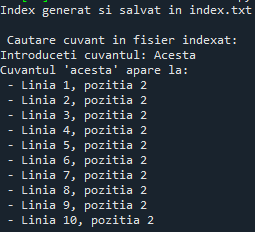 Index generat si salvat in index.txt
Cautare cuvant in fisier indexat:
Introduceti cuvantul: Acesta
Cuvantul 'acesta' apare la:
- Linia 1, pozitia 2
- Linia 2, pozitia 2
- Linia 3, pozitia 2
- Linia 4, pozitia 2
- Linia 5, pozitia 2
- Linia 6, pozitia 2
- Linia 7, pozitia 2
- Linia 8, pozitia 2
- Linia 9, pozitia 2
- Linia 10, pozitia 2